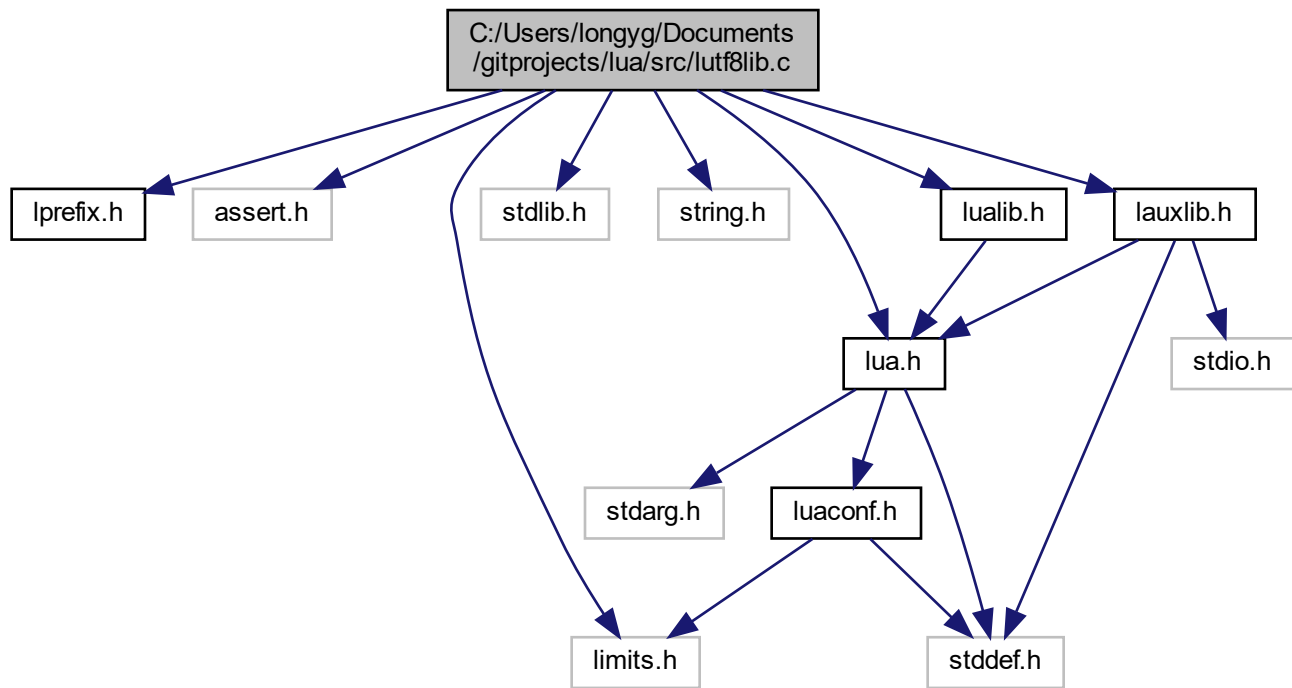 C:/Users/longyg/Documents
/gitprojects/lua/src/lutf8lib.c
lprefix.h
assert.h
stdlib.h
string.h
lualib.h
lauxlib.h
lua.h
stdio.h
stdarg.h
luaconf.h
limits.h
stddef.h